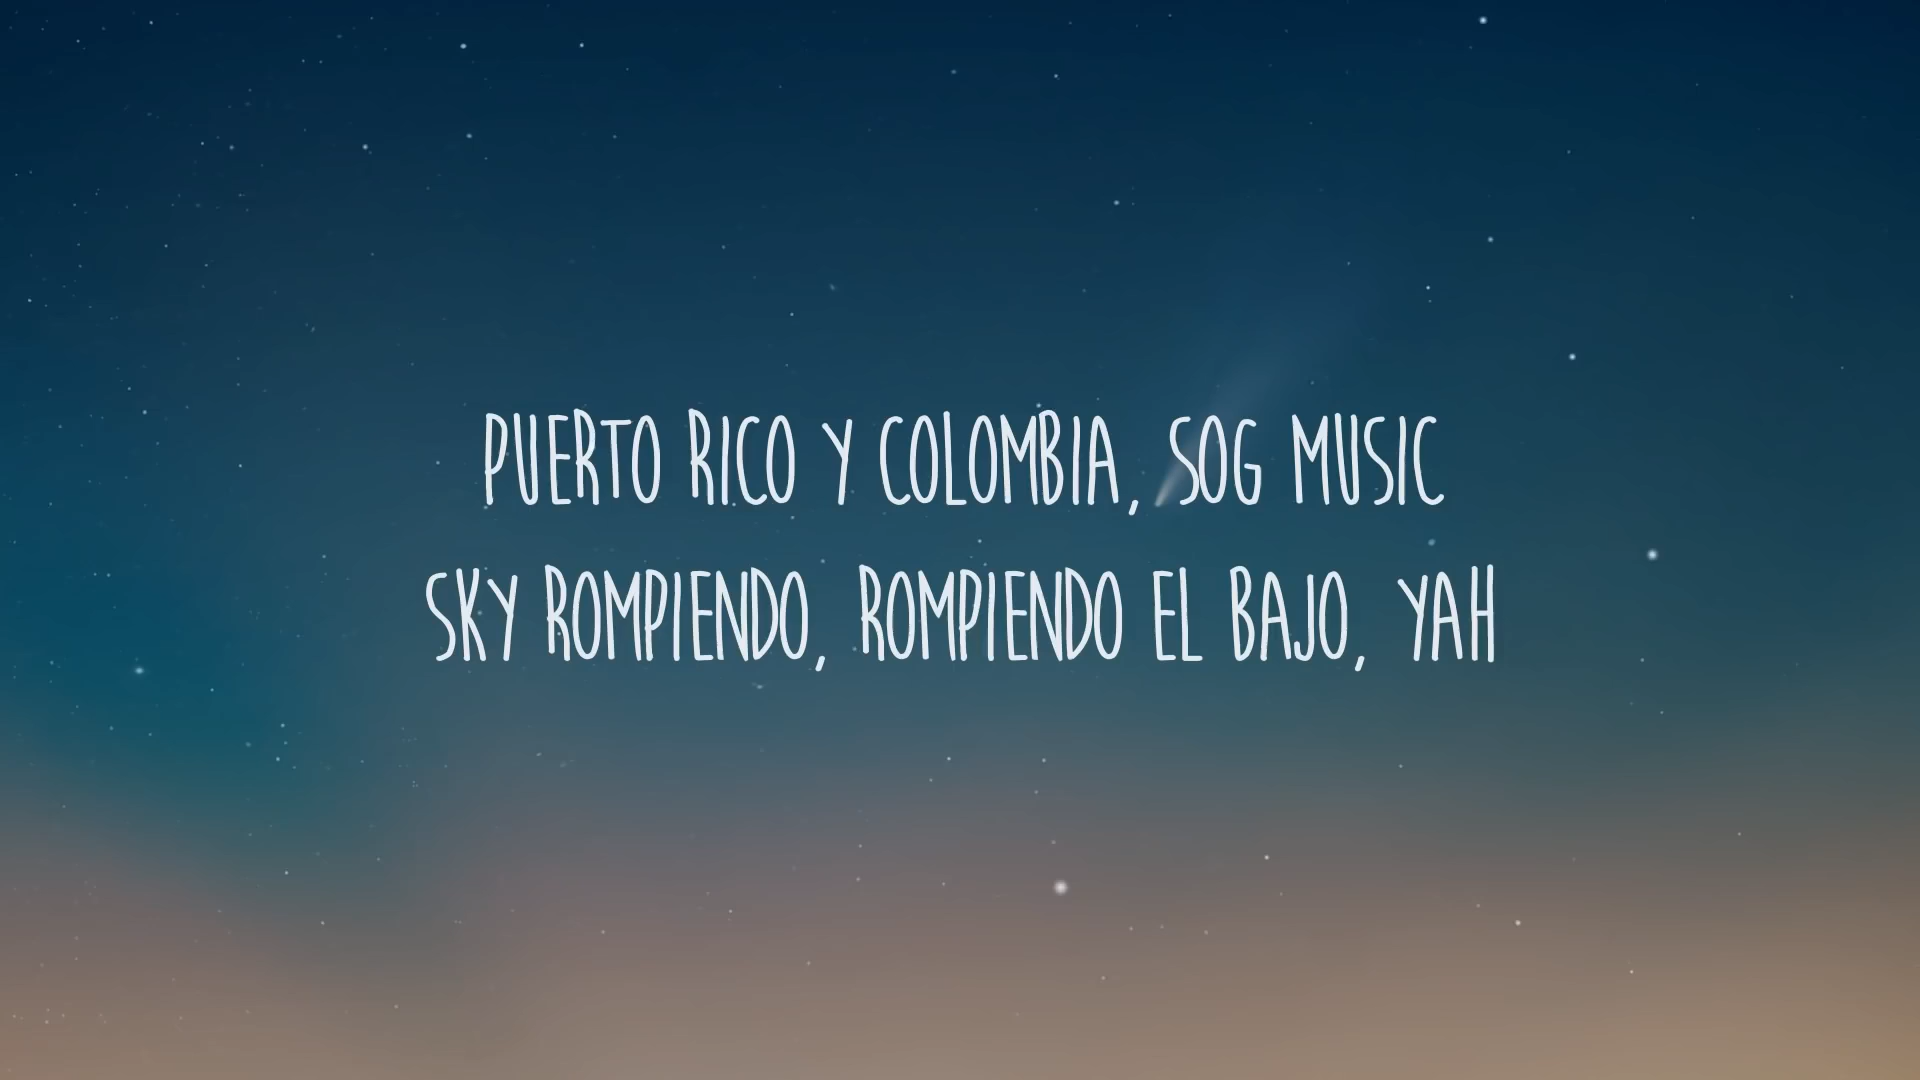 PUERTO RICO Y COLOMBIA, SOG MUSIC
SKY ROMPIENDO, ROMPIENDO EL BAJO, YAH